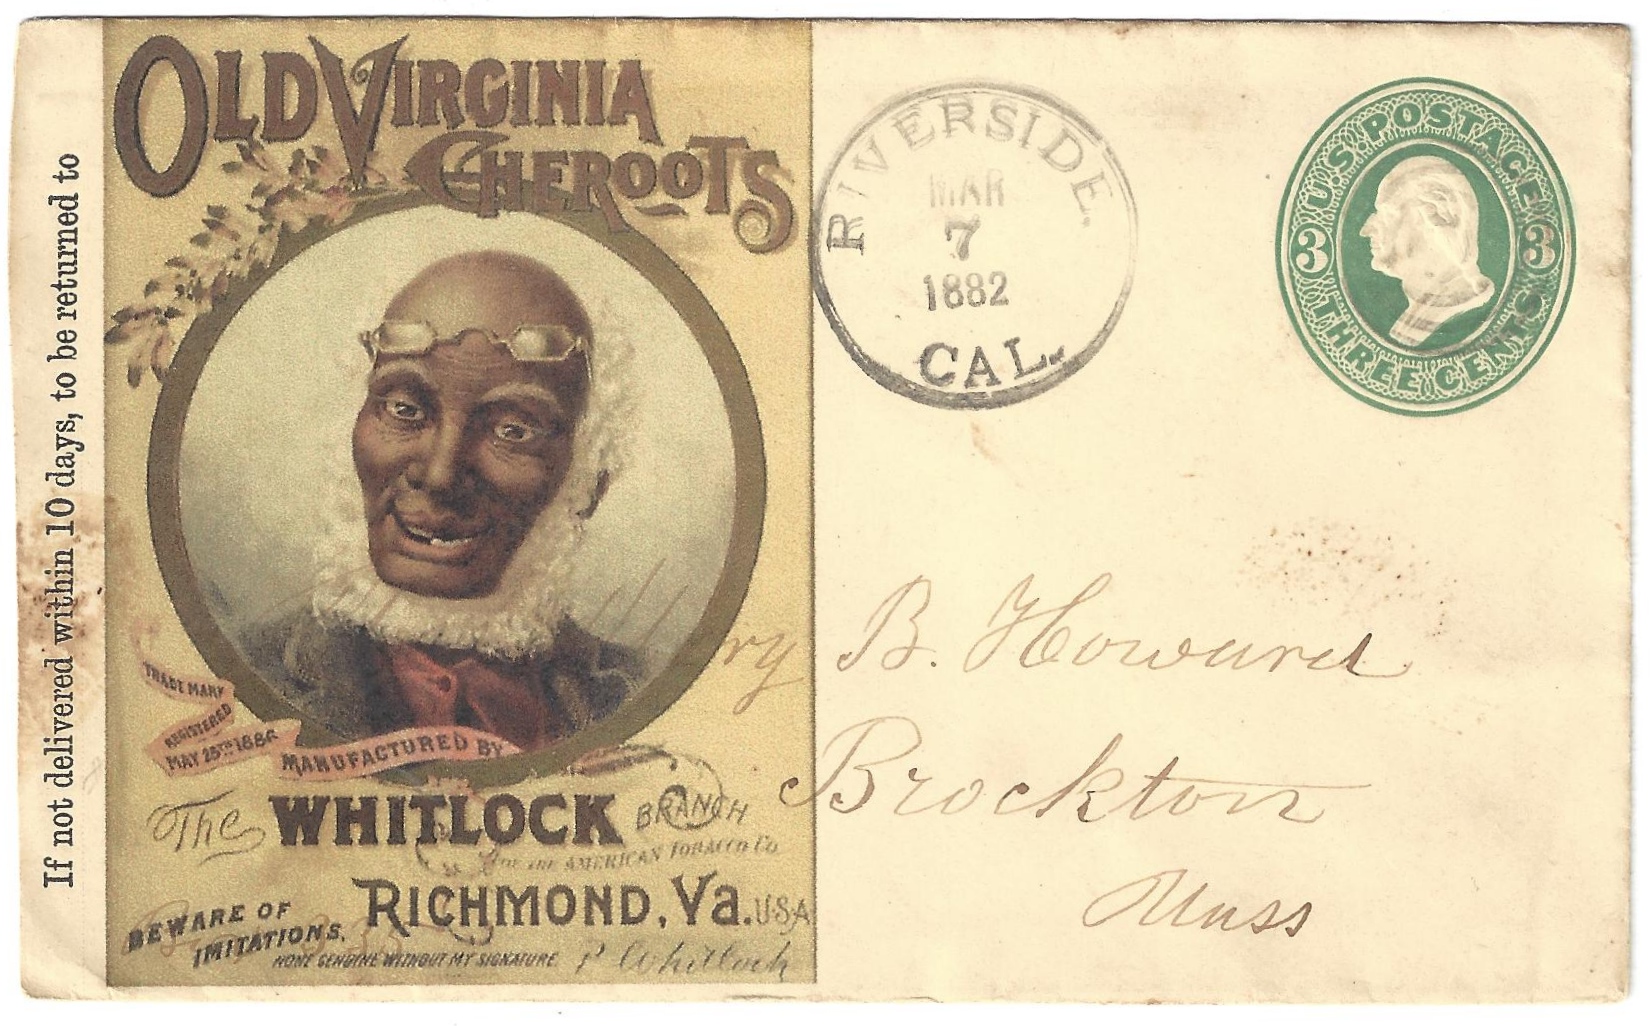 If not delivered within 10 days, to be returned to
OLD VIRGINIA
CHEROOTS
TRADE MARK
REGISTERED
MAY 25TH 1886
MANUFACTURED BY
The WHITLOCK BRANCH
OF THE AMERICAN TOBACCO Co.
RICHMOND, Va. U.S.A
BEWARE OF
IMITATIONS.
NONE GENUINE WITHOUT MY SIGNATURE P Whitlock
RIVERSIDE.
MAR
7
1882
CAL.
U.S. POSTAGE
3 3
THREE CENTS
B. Howard
Brockton
Mass